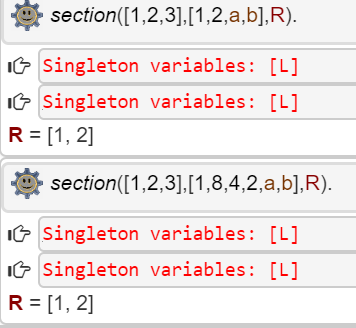 section([1,2,3],[1,2,a,b],R).
Singleton variables: [L]
Singleton variables: [L]
R = [1, 2]
section([1,2,3],[1,8,4,2,a,b],R).
Singleton variables: [L]
Singleton variables: [L]
R = [1, 2]